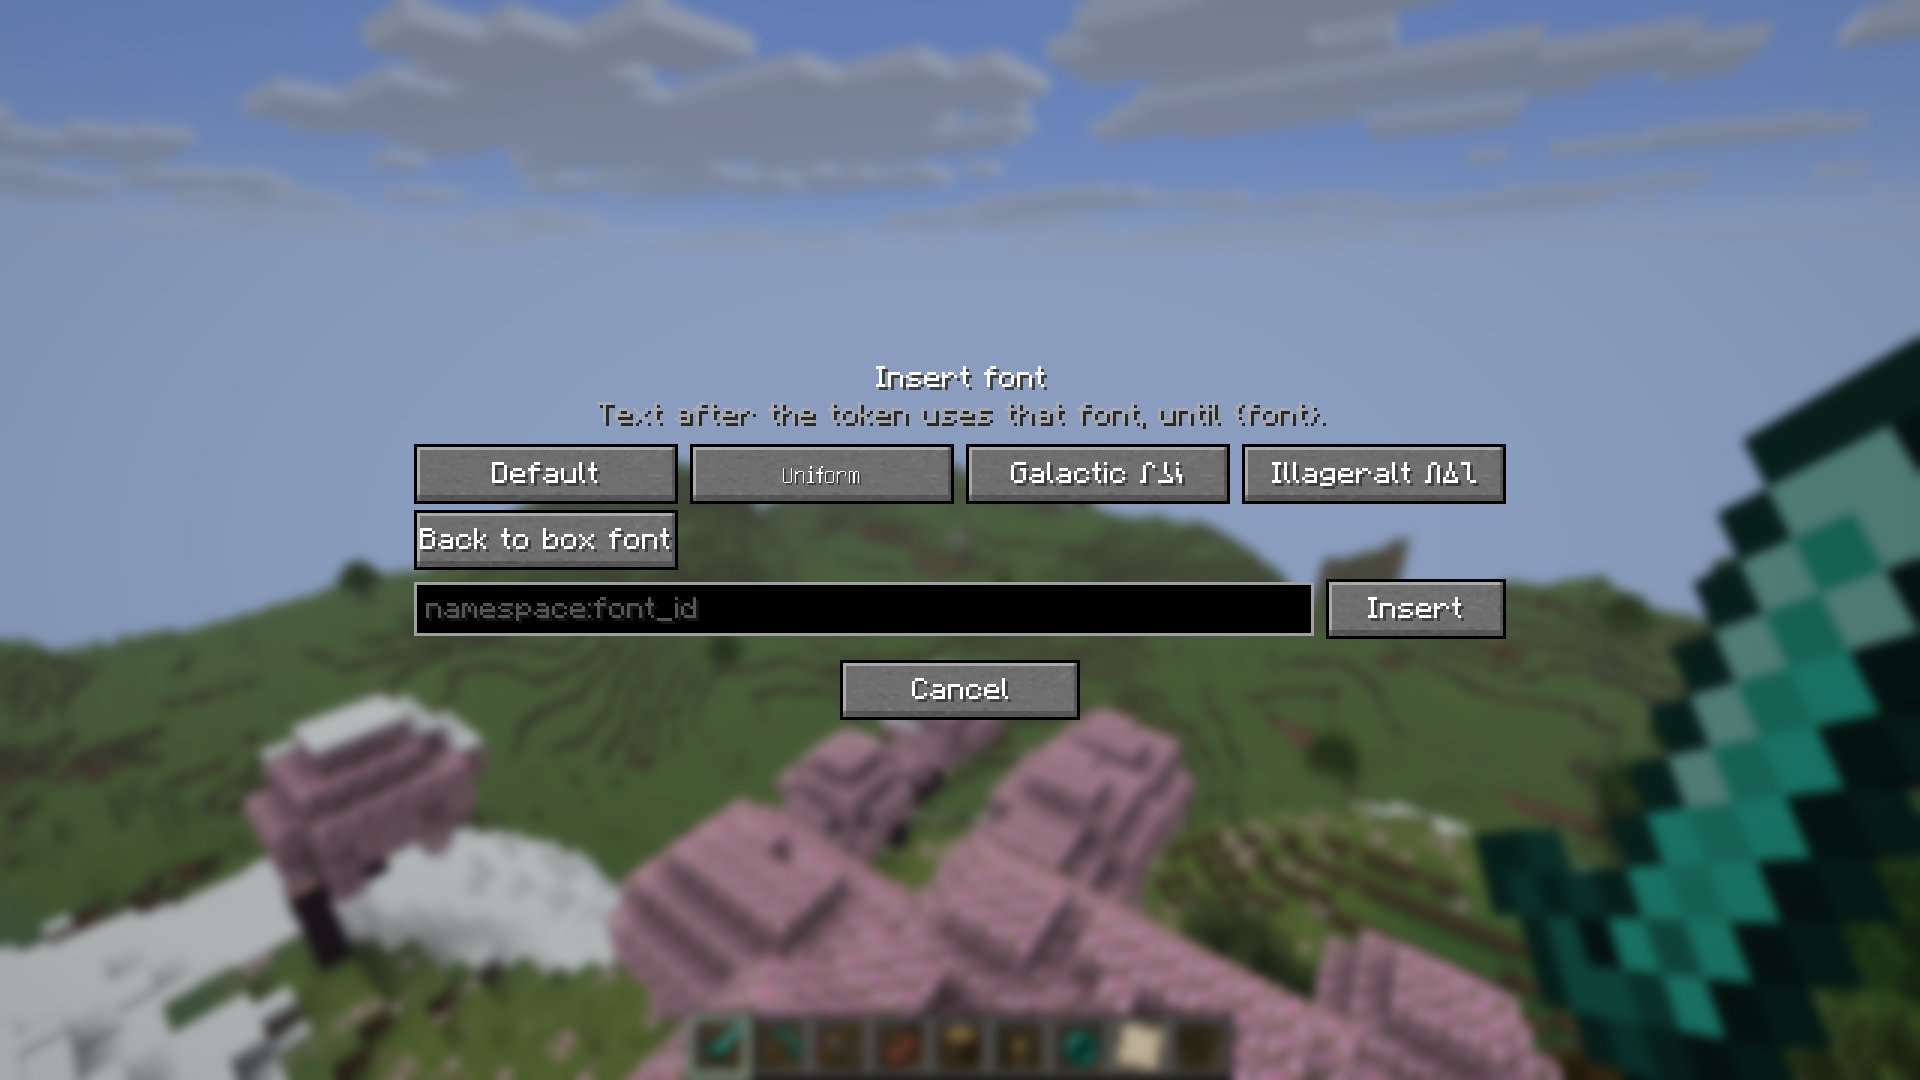 Insert font
Text after the token uses that font, until {font}.
Default
Uniform
Galactic
Illageralt
Back to box font
namespace:font_id
Insert
Cancel